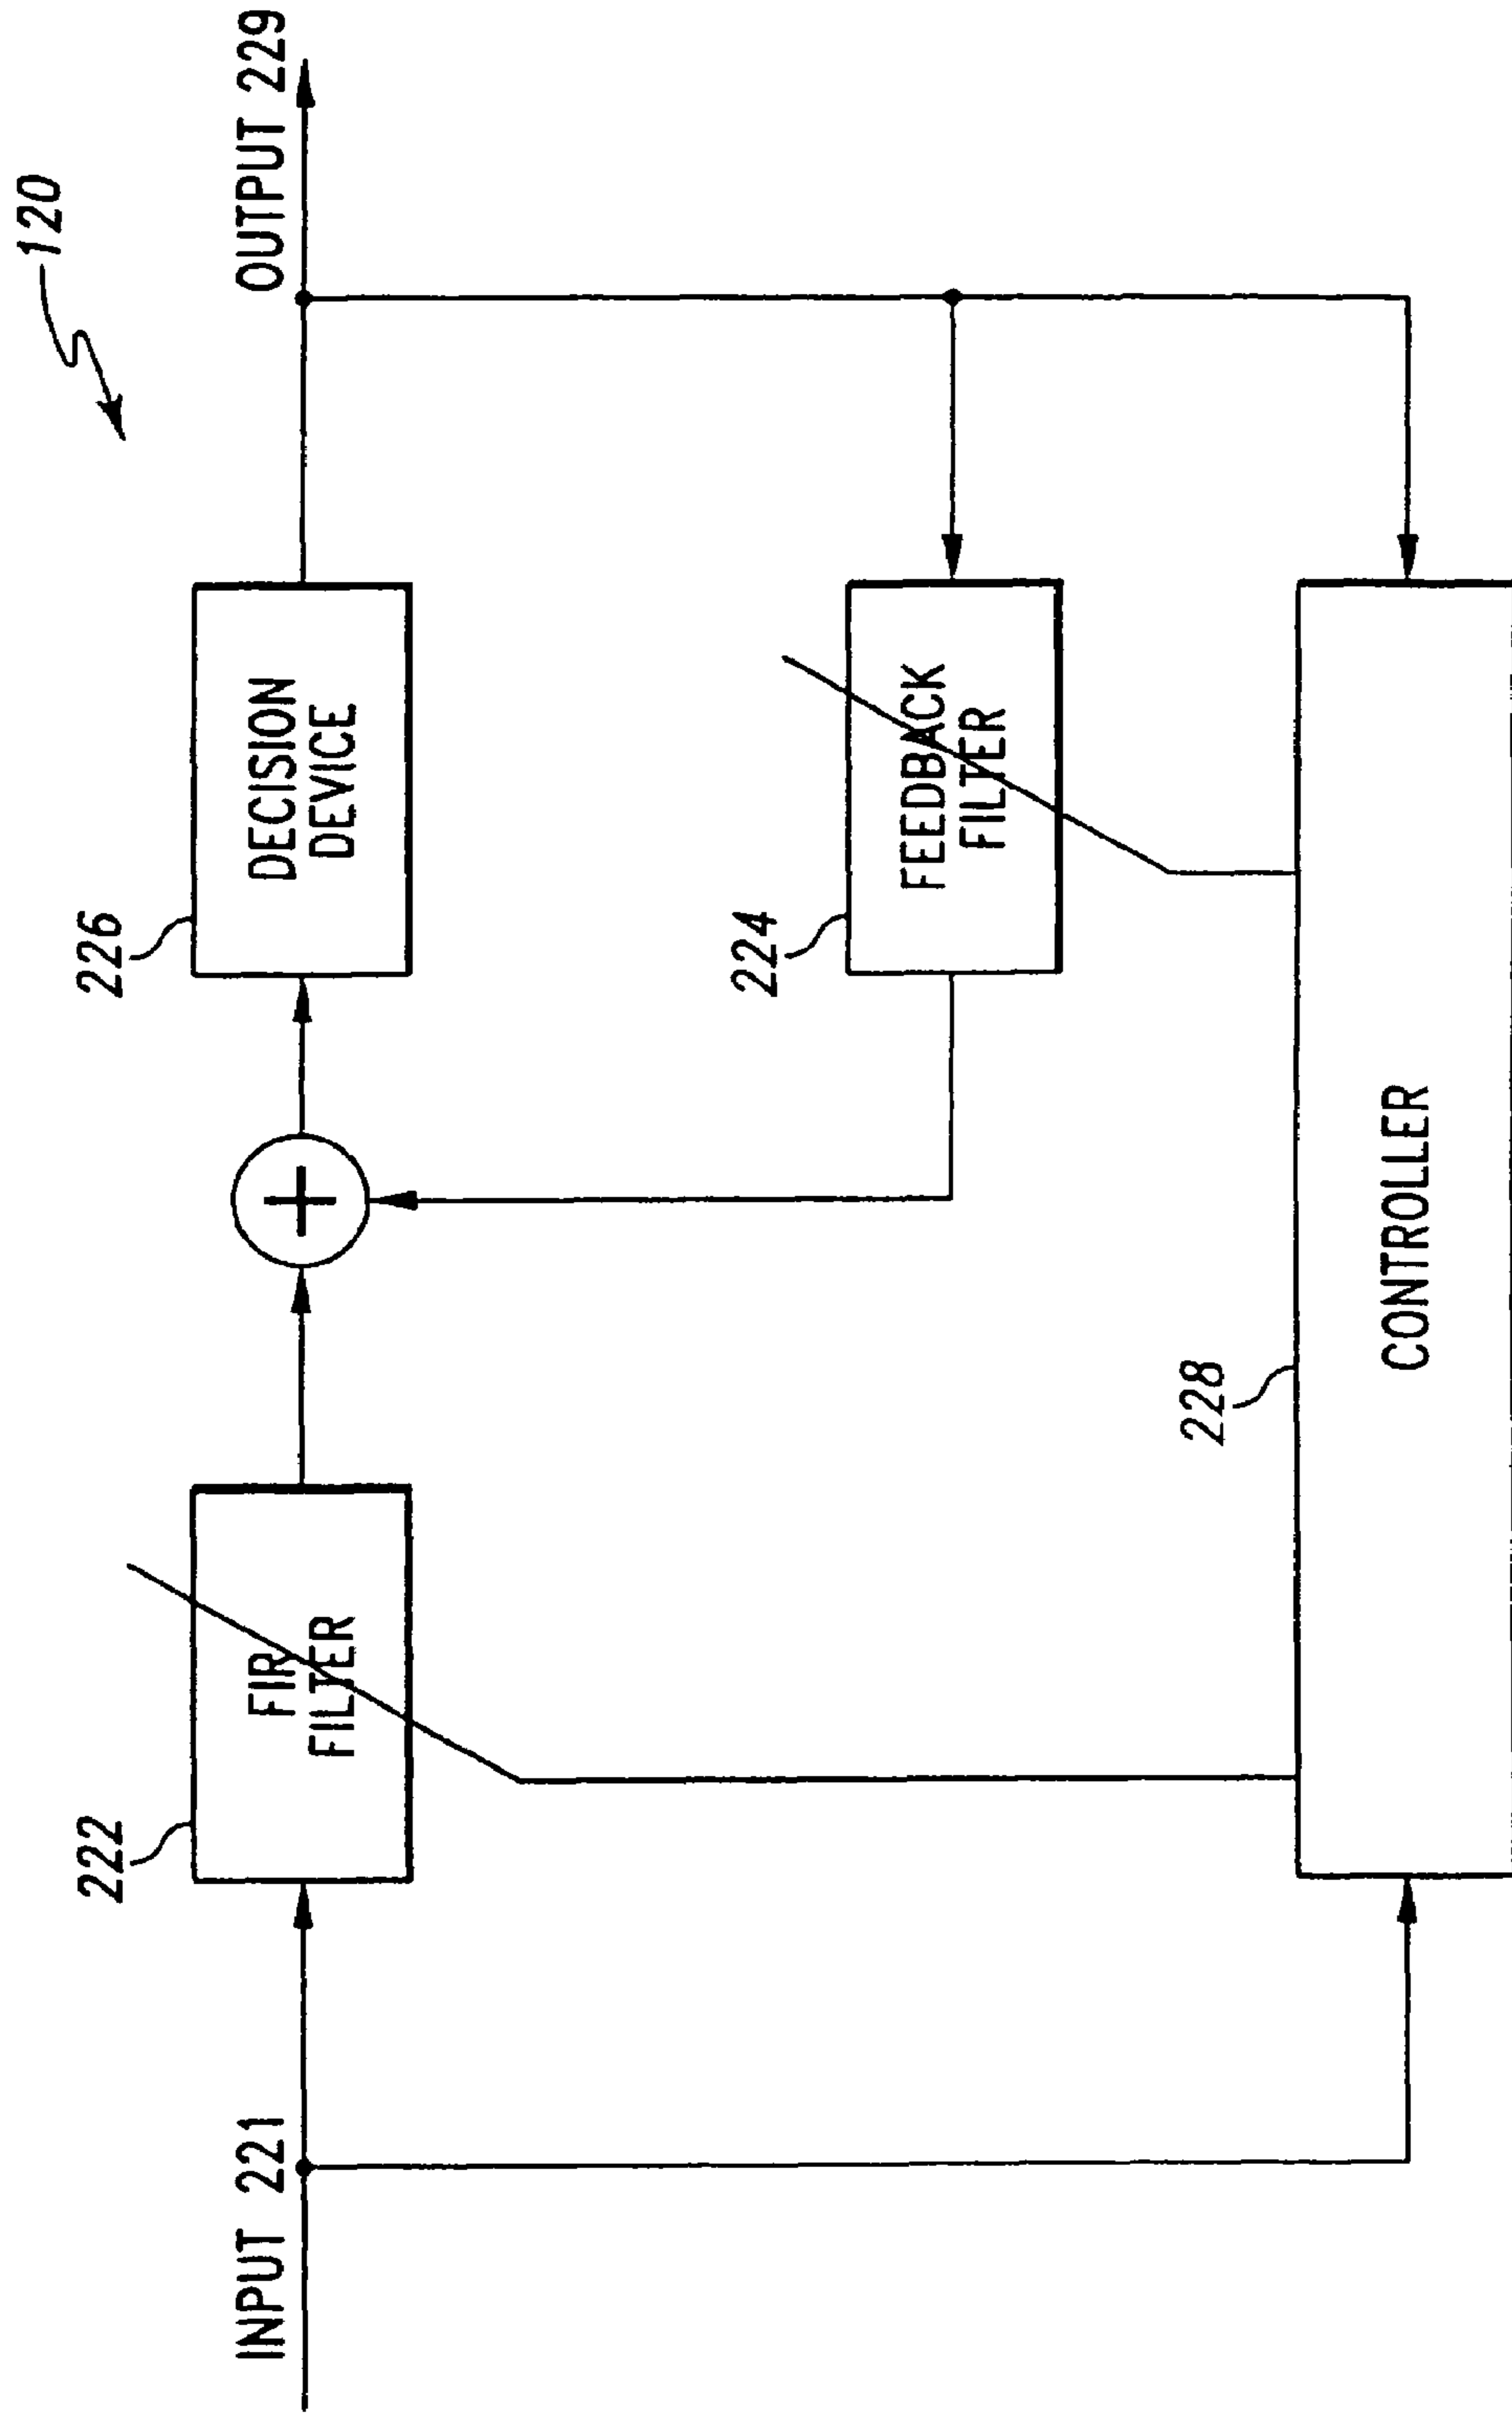 120
INPUT 221
222
FIR
FILTER
226
DECISION
DEVICE
OUTPUT 229
224
FEEDBACK
FILTER
228
CONTROLLER